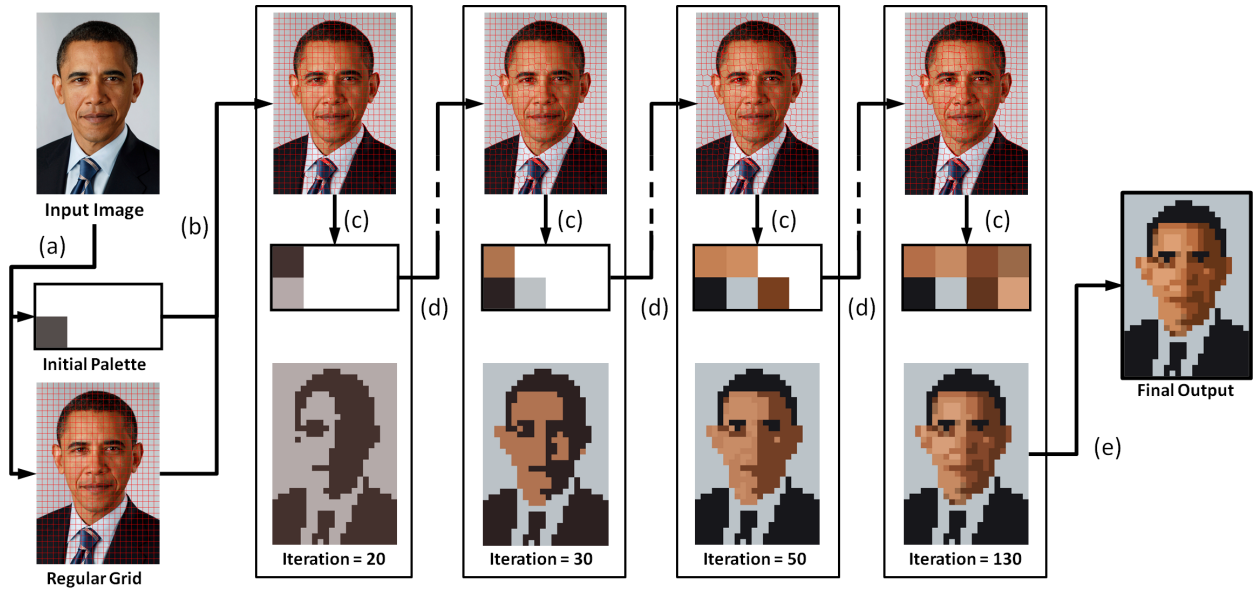 Input Image
(a)
(b)
Initial Palette
Regular Grid
(c)
(d)
Iteration = 20
(c)
(d)
Iteration = 30
(c)
(d)
Iteration = 50
(c)
Iteration = 130
(e)
Final Output